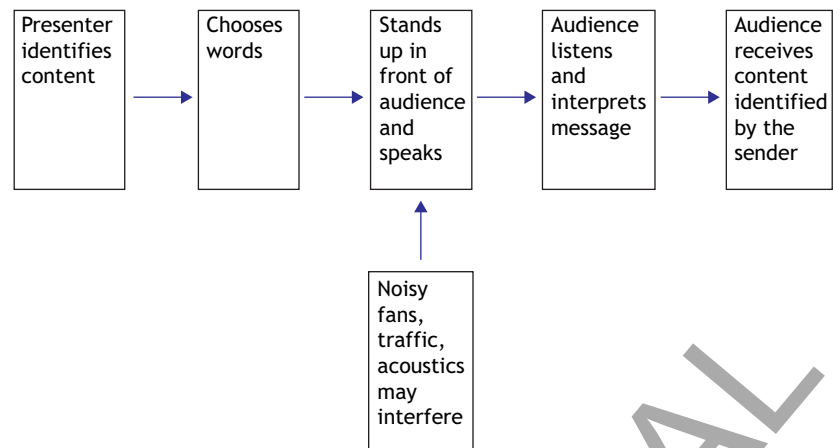 Presenter
identifies
content
Chooses
words
Stands
up in
front of
audience
and
speaks
Audience
listens
and
interprets
message
Audience
receives
content
identified
by the
sender
Noisy
fans,
traffic,
acoustics
may
interfere